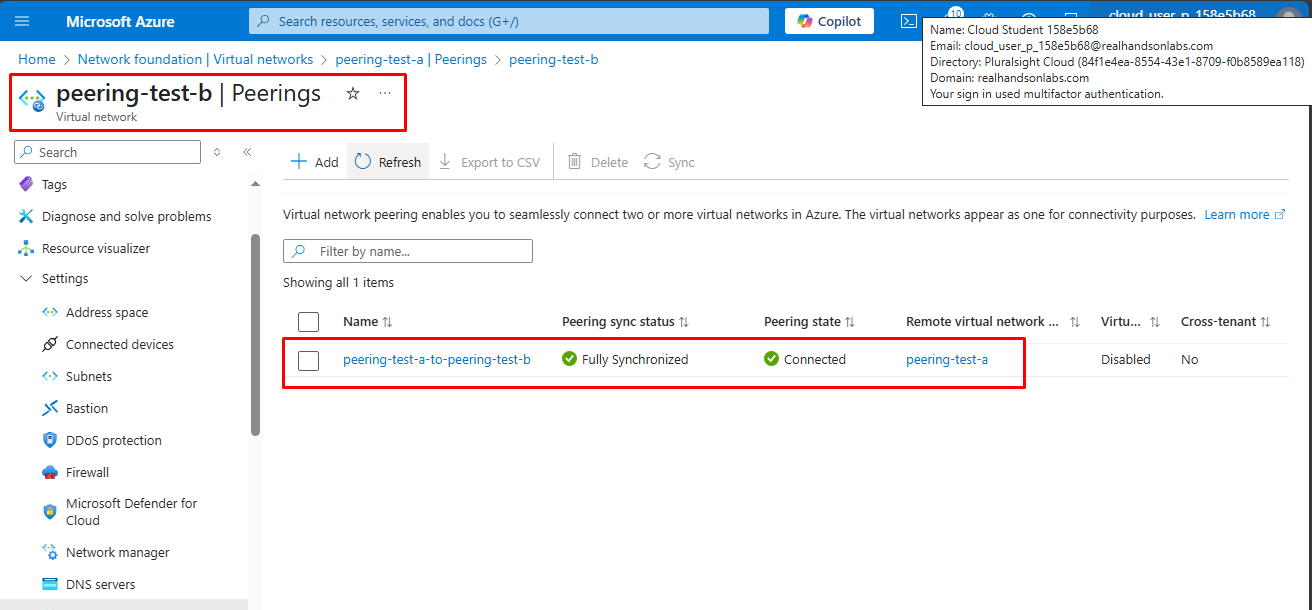 Microsoft Azure
Search resources, services, and docs (G+/)
Copilot
10
cloud_user_p_158e5b68
Name: Cloud Student 158e5b68
Email: cloud_user_p_158e5b68@realhandsonlabs.com
Directory: Pluralsight Cloud (84f1e4ea-8554-43e1-8709-f0b8589ea118)
Domain: realhandsonlabs.com
Your sign in used multifactor authentication.
Home > Network foundation | Virtual networks > peering-test-a | Peerings > peering-test-b
peering-test-b | Peerings
Virtual network
Search
Tags
Diagnose and solve problems
Resource visualizer
Settings
Address space
Connected devices
Subnets
Bastion
DDoS protection
Firewall
Microsoft Defender for
Cloud
Network manager
DNS servers
Add Refresh Export to CSV Delete Sync
Virtual network peering enables you to seamlessly connect two or more virtual networks in Azure. The virtual networks appear as one for connectivity purposes. Learn more
Filter by name...
Showing all 1 items
Name Peering sync status Peering state Remote virtual network ... Virtu... Cross-tenant
peering-test-a-to-peering-test-b Fully Synchronized Connected peering-test-a Disabled No